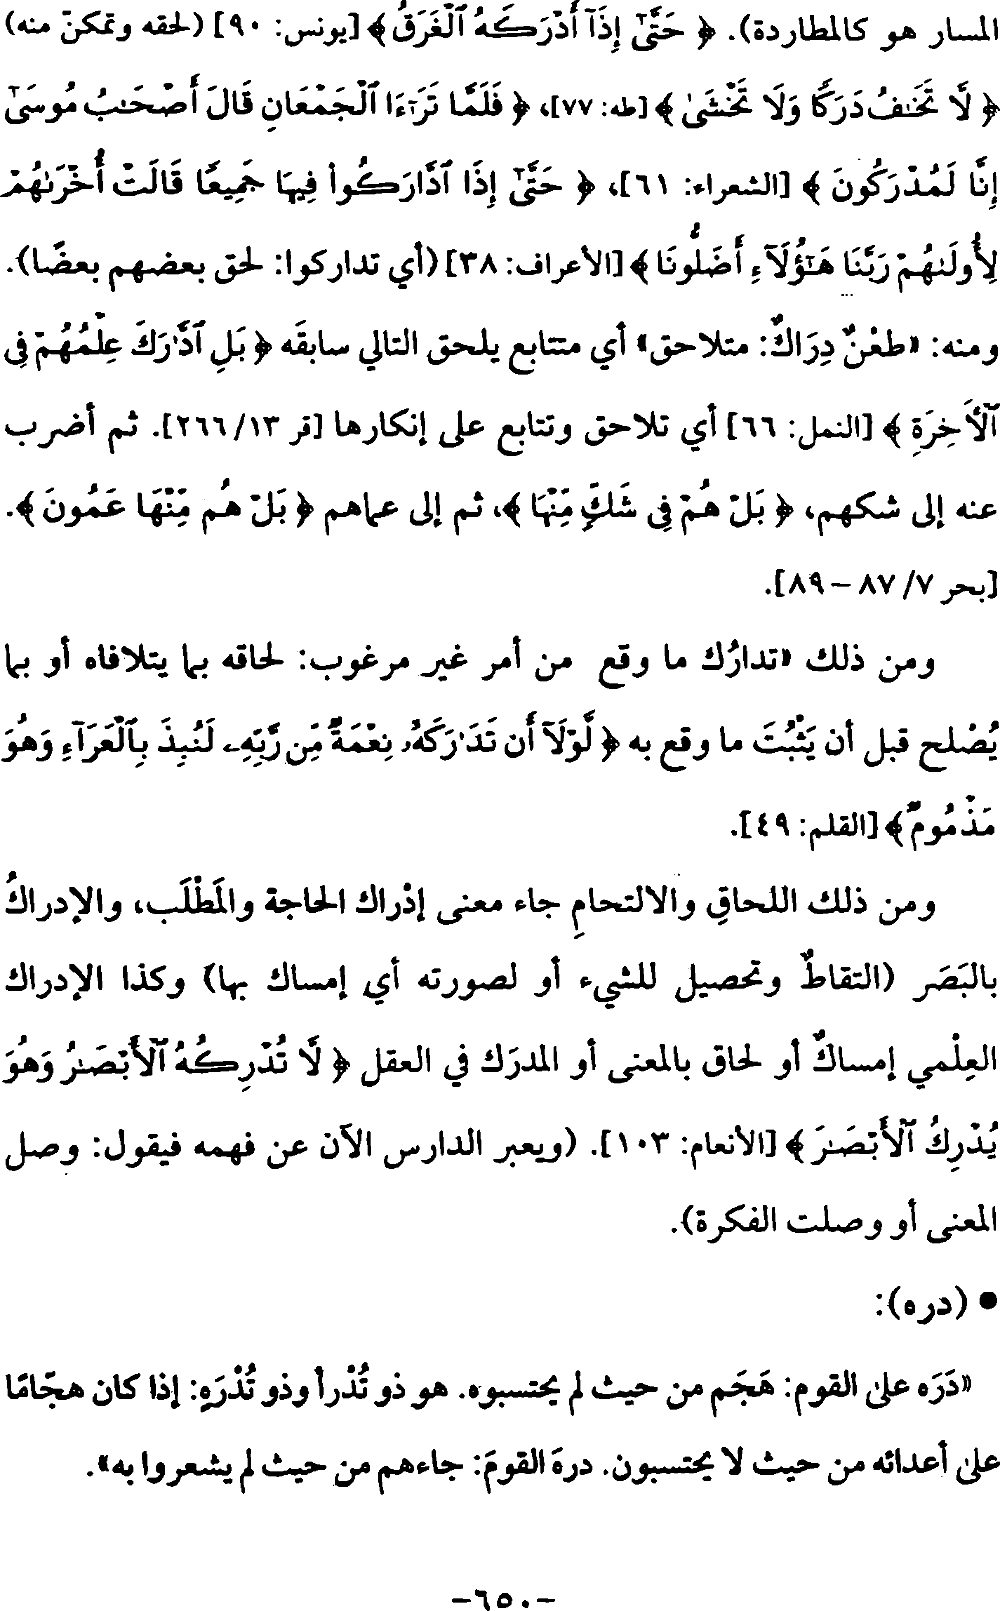 المسار هو كالمطاردة). ﴿ حَتَّىٰٓ إِذَآ أَدْرَكَهُ ٱلْغَرَقُ ﴾ [يونس: ٩٠] (لحقه وتمكنّ منه)
﴿ لَّا تَخَـٰفُ دَرَكًا وَلَا تَخْشَىٰ ﴾ [طه: ٧٧]، ﴿ فَلَمَّا تَرَـٰٓءَا ٱلْجَمْعَانِ قَالَ أَصْحَـٰبُ مُوسَىٰٓ
إِنَّا لَمُدْرَكُونَ ﴾ [الشعراء: ٦١]، ﴿ حَتَّىٰٓ إِذَا ٱدَّارَكُوا۟ فِيهَا جَمِيعًا قَالَتْ أُخْرَىٰهُمْ
لِأُولَىٰهُمْ رَبَّنَا هَـٰٓؤُلَآءِ أَضَلُّونَا ﴾ [الأعراف: ٣٨] (أي تداركوا: لحق بعضهم بعضًا).
ومنه: «طعْنٌ دِرَاكٌ: متلاحق» أي متتابع يلحق التالي سابقَه ﴿ بَلِ ٱدَّٰرَكَ عِلْمُهُمْ فِى
ٱلْـَٔاخِرَةِ ﴾ [النمل: ٦٦] أي تلاحق وتتابع على إنكارها [قر ١٣/ ٢٦٦]. ثم أضرب
عنه إلى شكهم، ﴿ بَلْ هُمْ فِى شَكٍّ مِّنْهَا ﴾، ثم إلى عماهم ﴿ بَلْ هُم مِّنْهَا عَمُونَ ﴾.
[بحر ٧/ ٨٧ – ٨٩].
ومن ذلك «تدارُك ما وقع من أمر غير مرغوب: لحاقه بما يتلافاه أو بما
يُصْلح قبل أن يَثْبُتَ ما وقع به ﴿ لَّوْلَآ أَن تَدَٰرَكَهُۥ نِعْمَةٌ مِّن رَّبِّهِۦ لَنُبِذَ بِٱلْعَرَآءِ وَهُوَ
مَذْمُومٌ ﴾ [القلم: ٤٩].
ومن ذلك اللحاقِ والالتحامِ جاء معنى إدْراك الحاجة والمَطْلَب، والإدراكُ
بالبَصَر (التقاطٌ وتحصيل للشيء أو لصورته أي إمساك بها) وكذا الإدراك
العِلْمي إمساكٌ أو لحاق بالمعنى أو المدرَك في العقل ﴿ لَّا تُدْرِكُهُ ٱلْأَبْصَـٰرُ وَهُوَ
يُدْرِكُ ٱلْأَبْصَـٰرَ ﴾ [الأنعام: ١٠٣]. (ويعبر الدارس الآن عن فهمه فيقول: وصل
المعنى أو وصلت الفكرة).
• (دره):
«دَرَه على القوم: هَجَم من حيث لم يحتسبوه. هو ذو تُدْرأ وذو تُدْرَهٍ: إذا كان هجّامًا
على أعدائه من حيث لا يحتسبون. درهَ القومَ: جاءهم من حيث لم يشعروا به».
-٦٥٠-